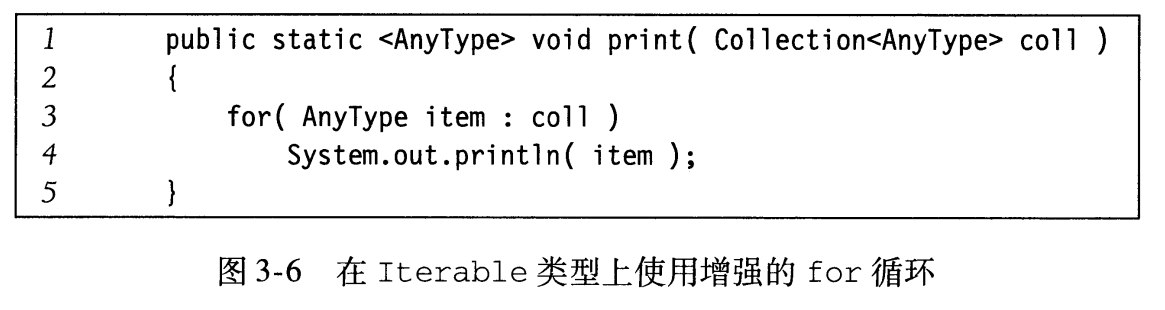 1 public static <AnyType> void print( Collection<AnyType> coll )
2 {
3 for( AnyType item : coll )
4 System.out.println( item );
5 }
图 3-6 在 Iterable 类型上使用增强的 for 循环